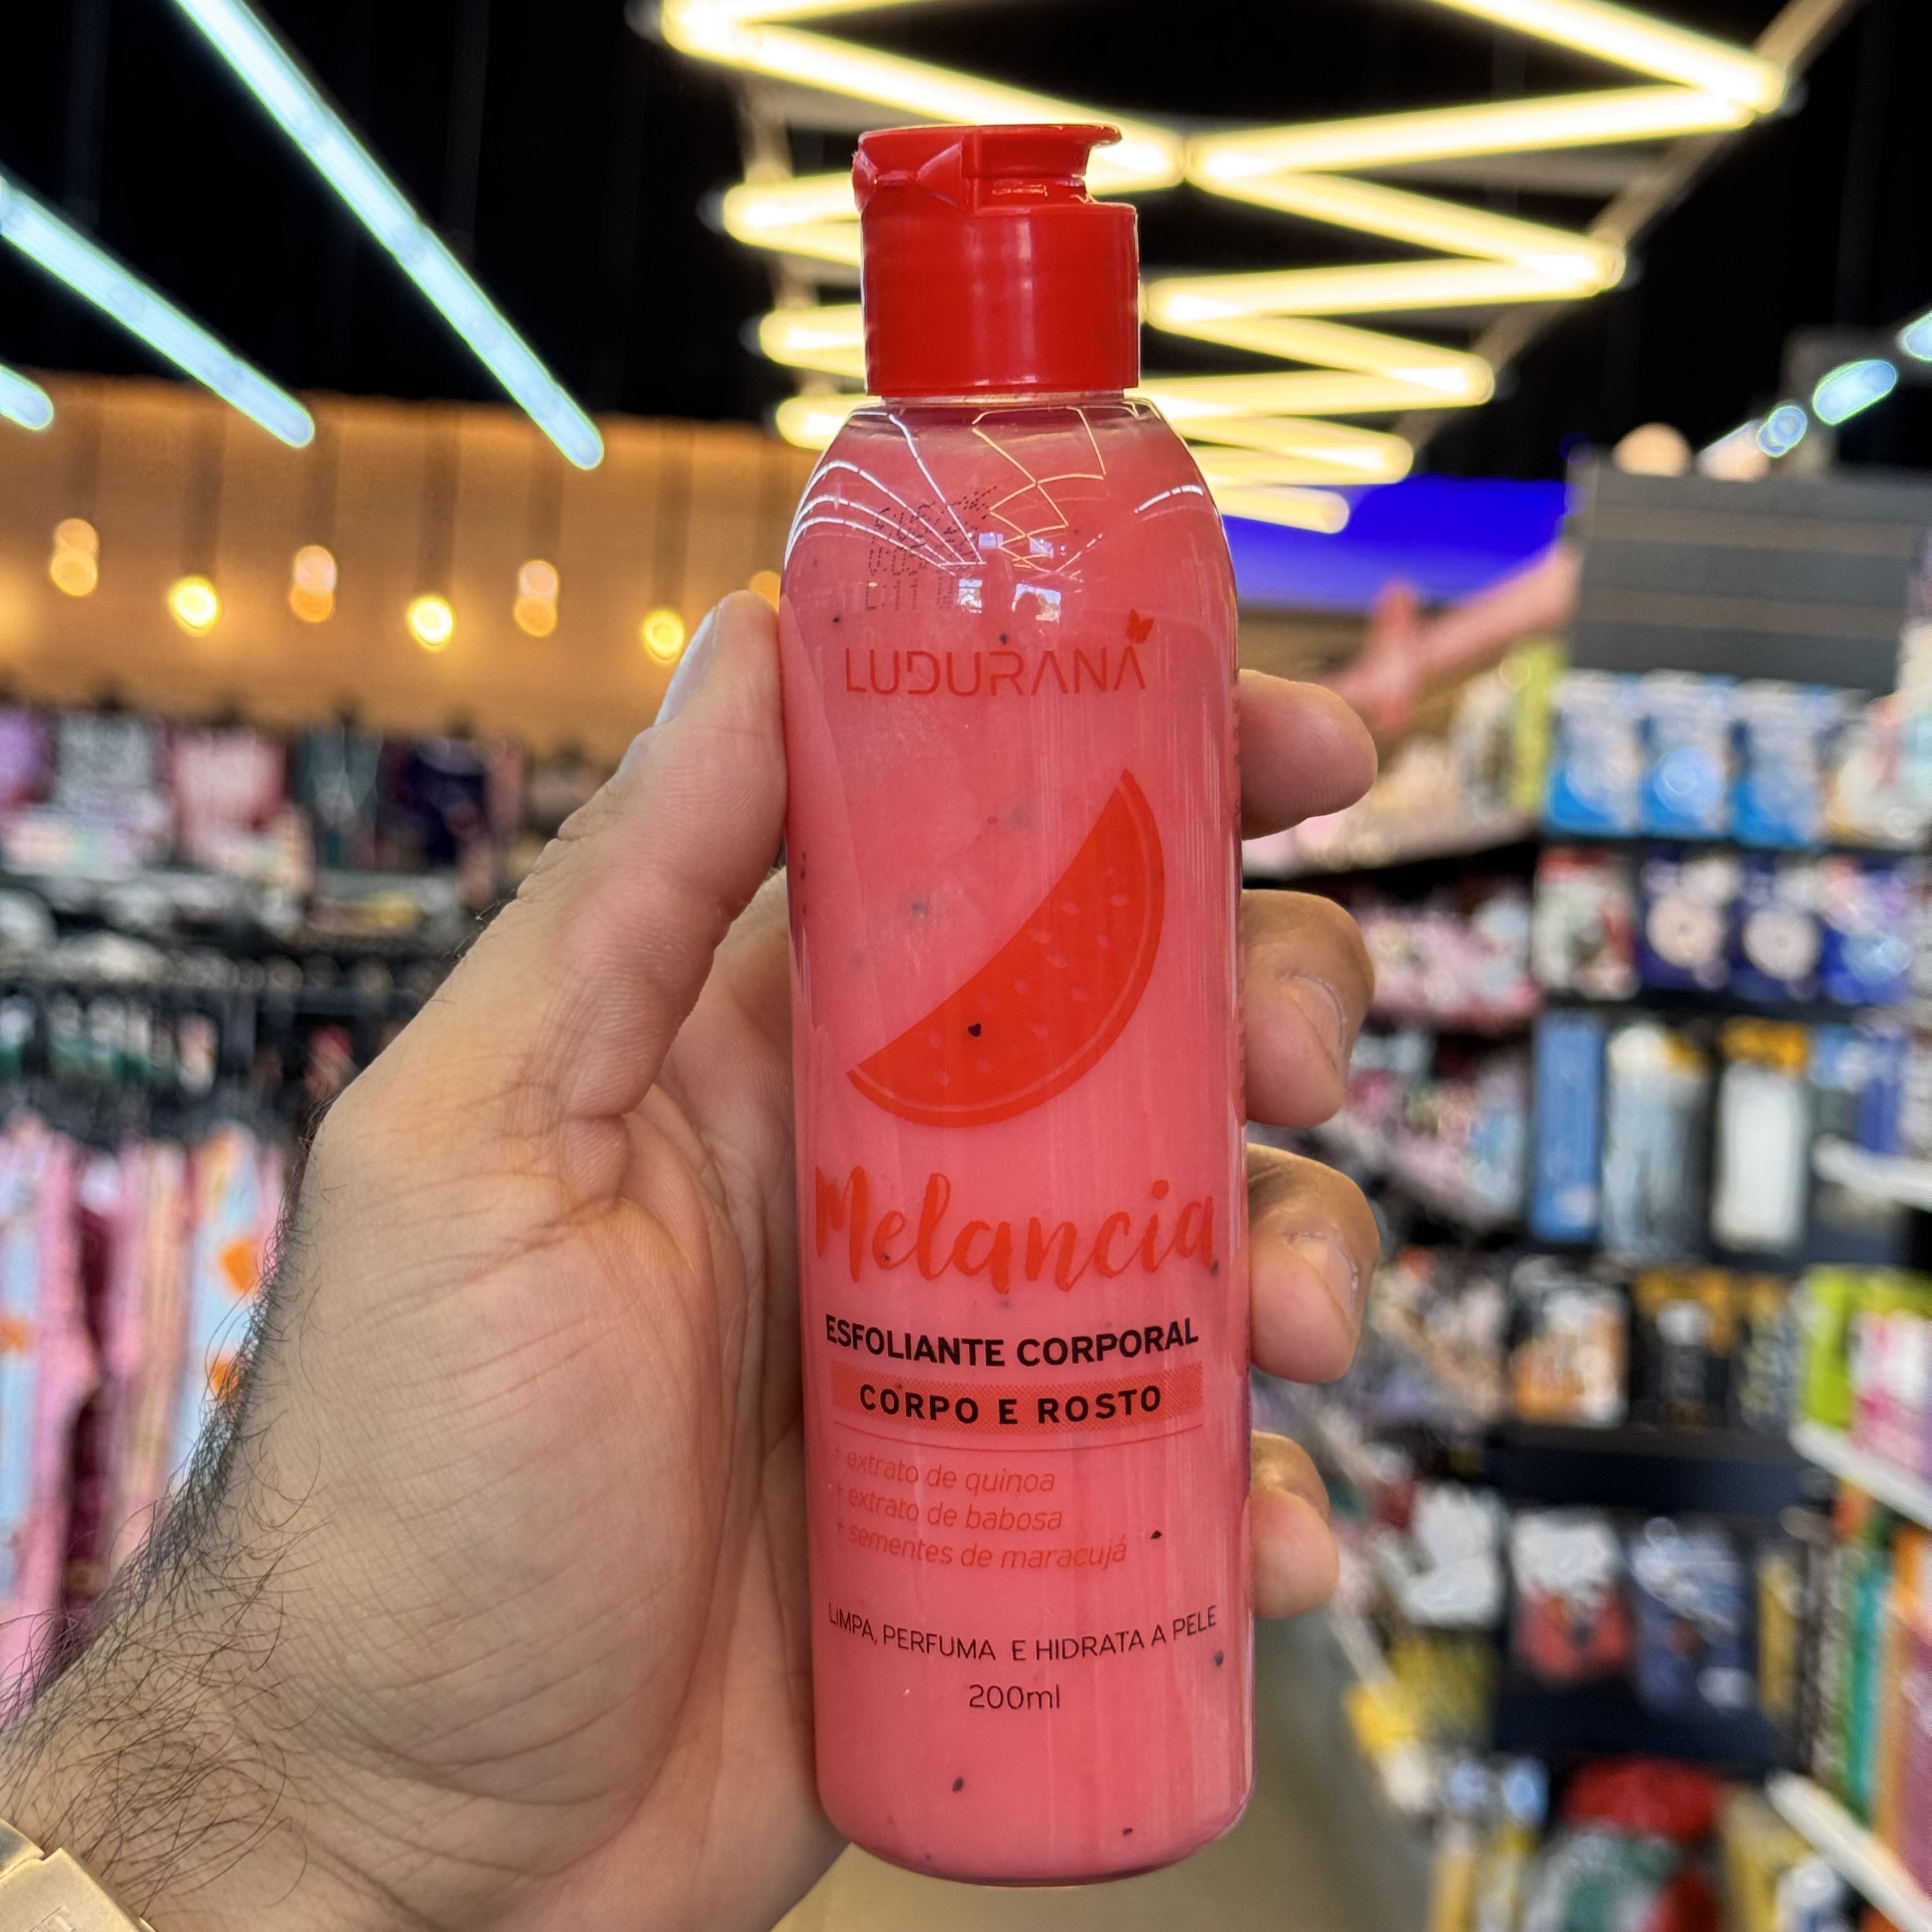 LUDURANA
Melancia
ESFOLIANTE CORPORAL
CORPO E ROSTO
+ extrato de quinoa
+ extrato de babosa
+ sementes de maracujá
LIMPA, PERFUMA E HIDRATA A PELE
200ml